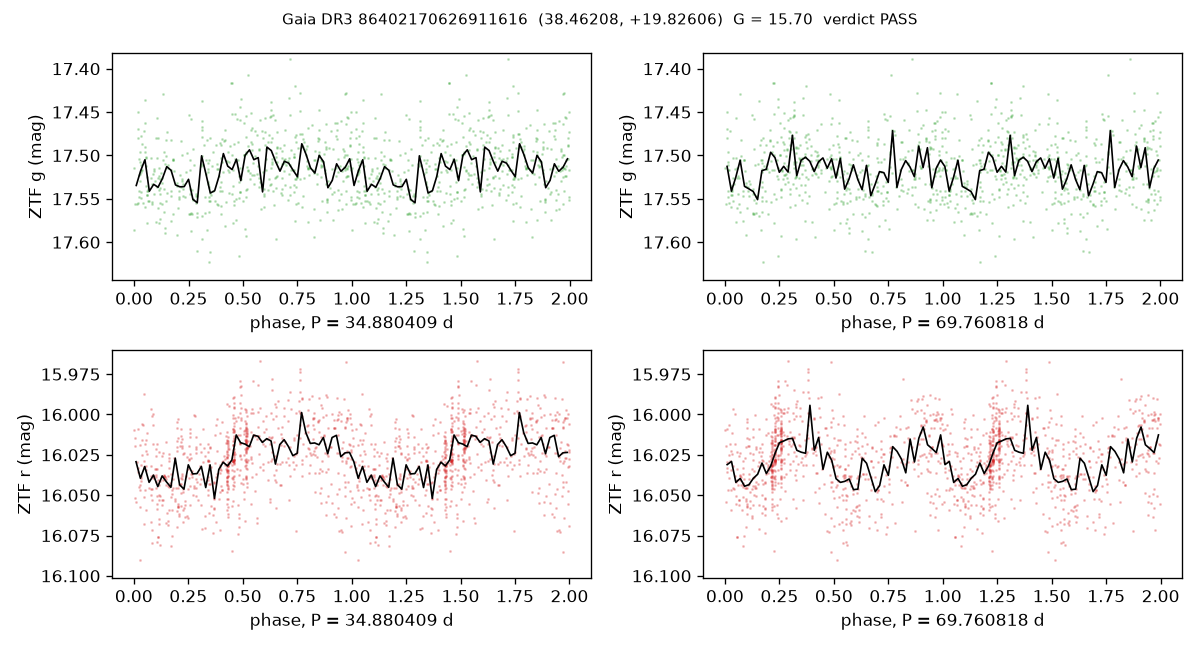 Gaia DR3 86402170626911616 (38.46208, +19.82606) G = 15.70 verdict PASS
ZTF g (mag)
17.40
17.45
17.50
17.55
17.60
0.00 0.25 0.50 0.75 1.00 1.25 1.50 1.75 2.00
phase, P = 34.880409 d
ZTF g (mag)
17.40
17.45
17.50
17.55
17.60
0.00 0.25 0.50 0.75 1.00 1.25 1.50 1.75 2.00
phase, P = 69.760818 d
ZTF r (mag)
15.975
16.000
16.025
16.050
16.075
16.100
0.00 0.25 0.50 0.75 1.00 1.25 1.50 1.75 2.00
phase, P = 34.880409 d
ZTF r (mag)
15.975
16.000
16.025
16.050
16.075
16.100
0.00 0.25 0.50 0.75 1.00 1.25 1.50 1.75 2.00
phase, P = 69.760818 d